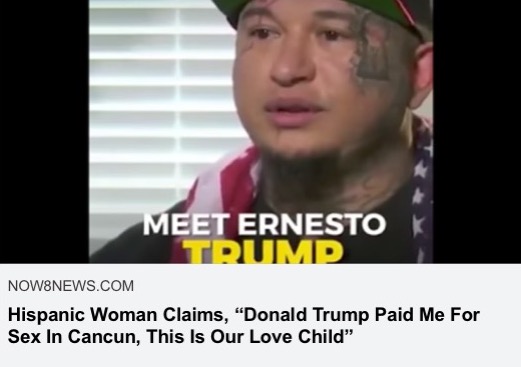 MEET ERNESTO
TRUMP
NOW8NEWS.COM
Hispanic Woman Claims, “Donald Trump Paid Me For
Sex In Cancun, This Is Our Love Child”